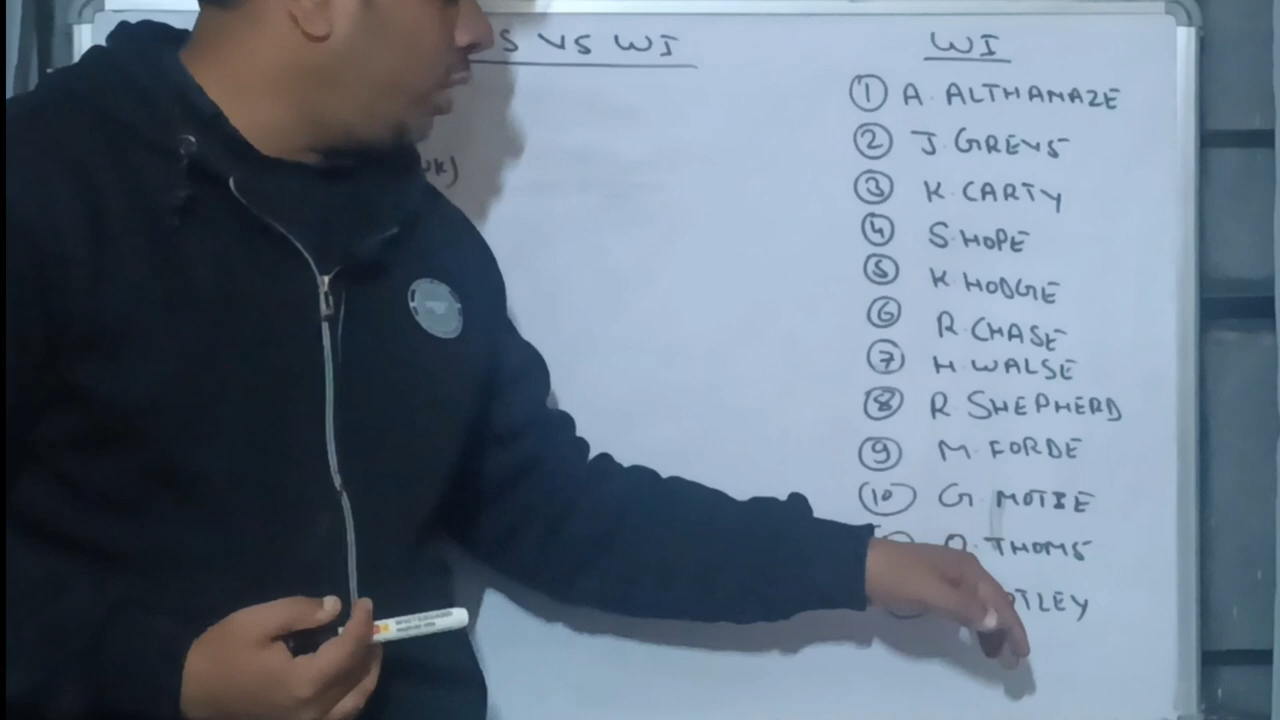 S VS WI
WI
① A. ALTHANAZE
② J. GREVS
③ K. CARTY
④ S. HOPE
⑤ K. HODGE
⑥ R. CHASE
⑦ H. WALSE
⑧ R. SHEPHERD
⑨ M. FORDE
⑩ G. MOTIE
O. THOMS
TLEY